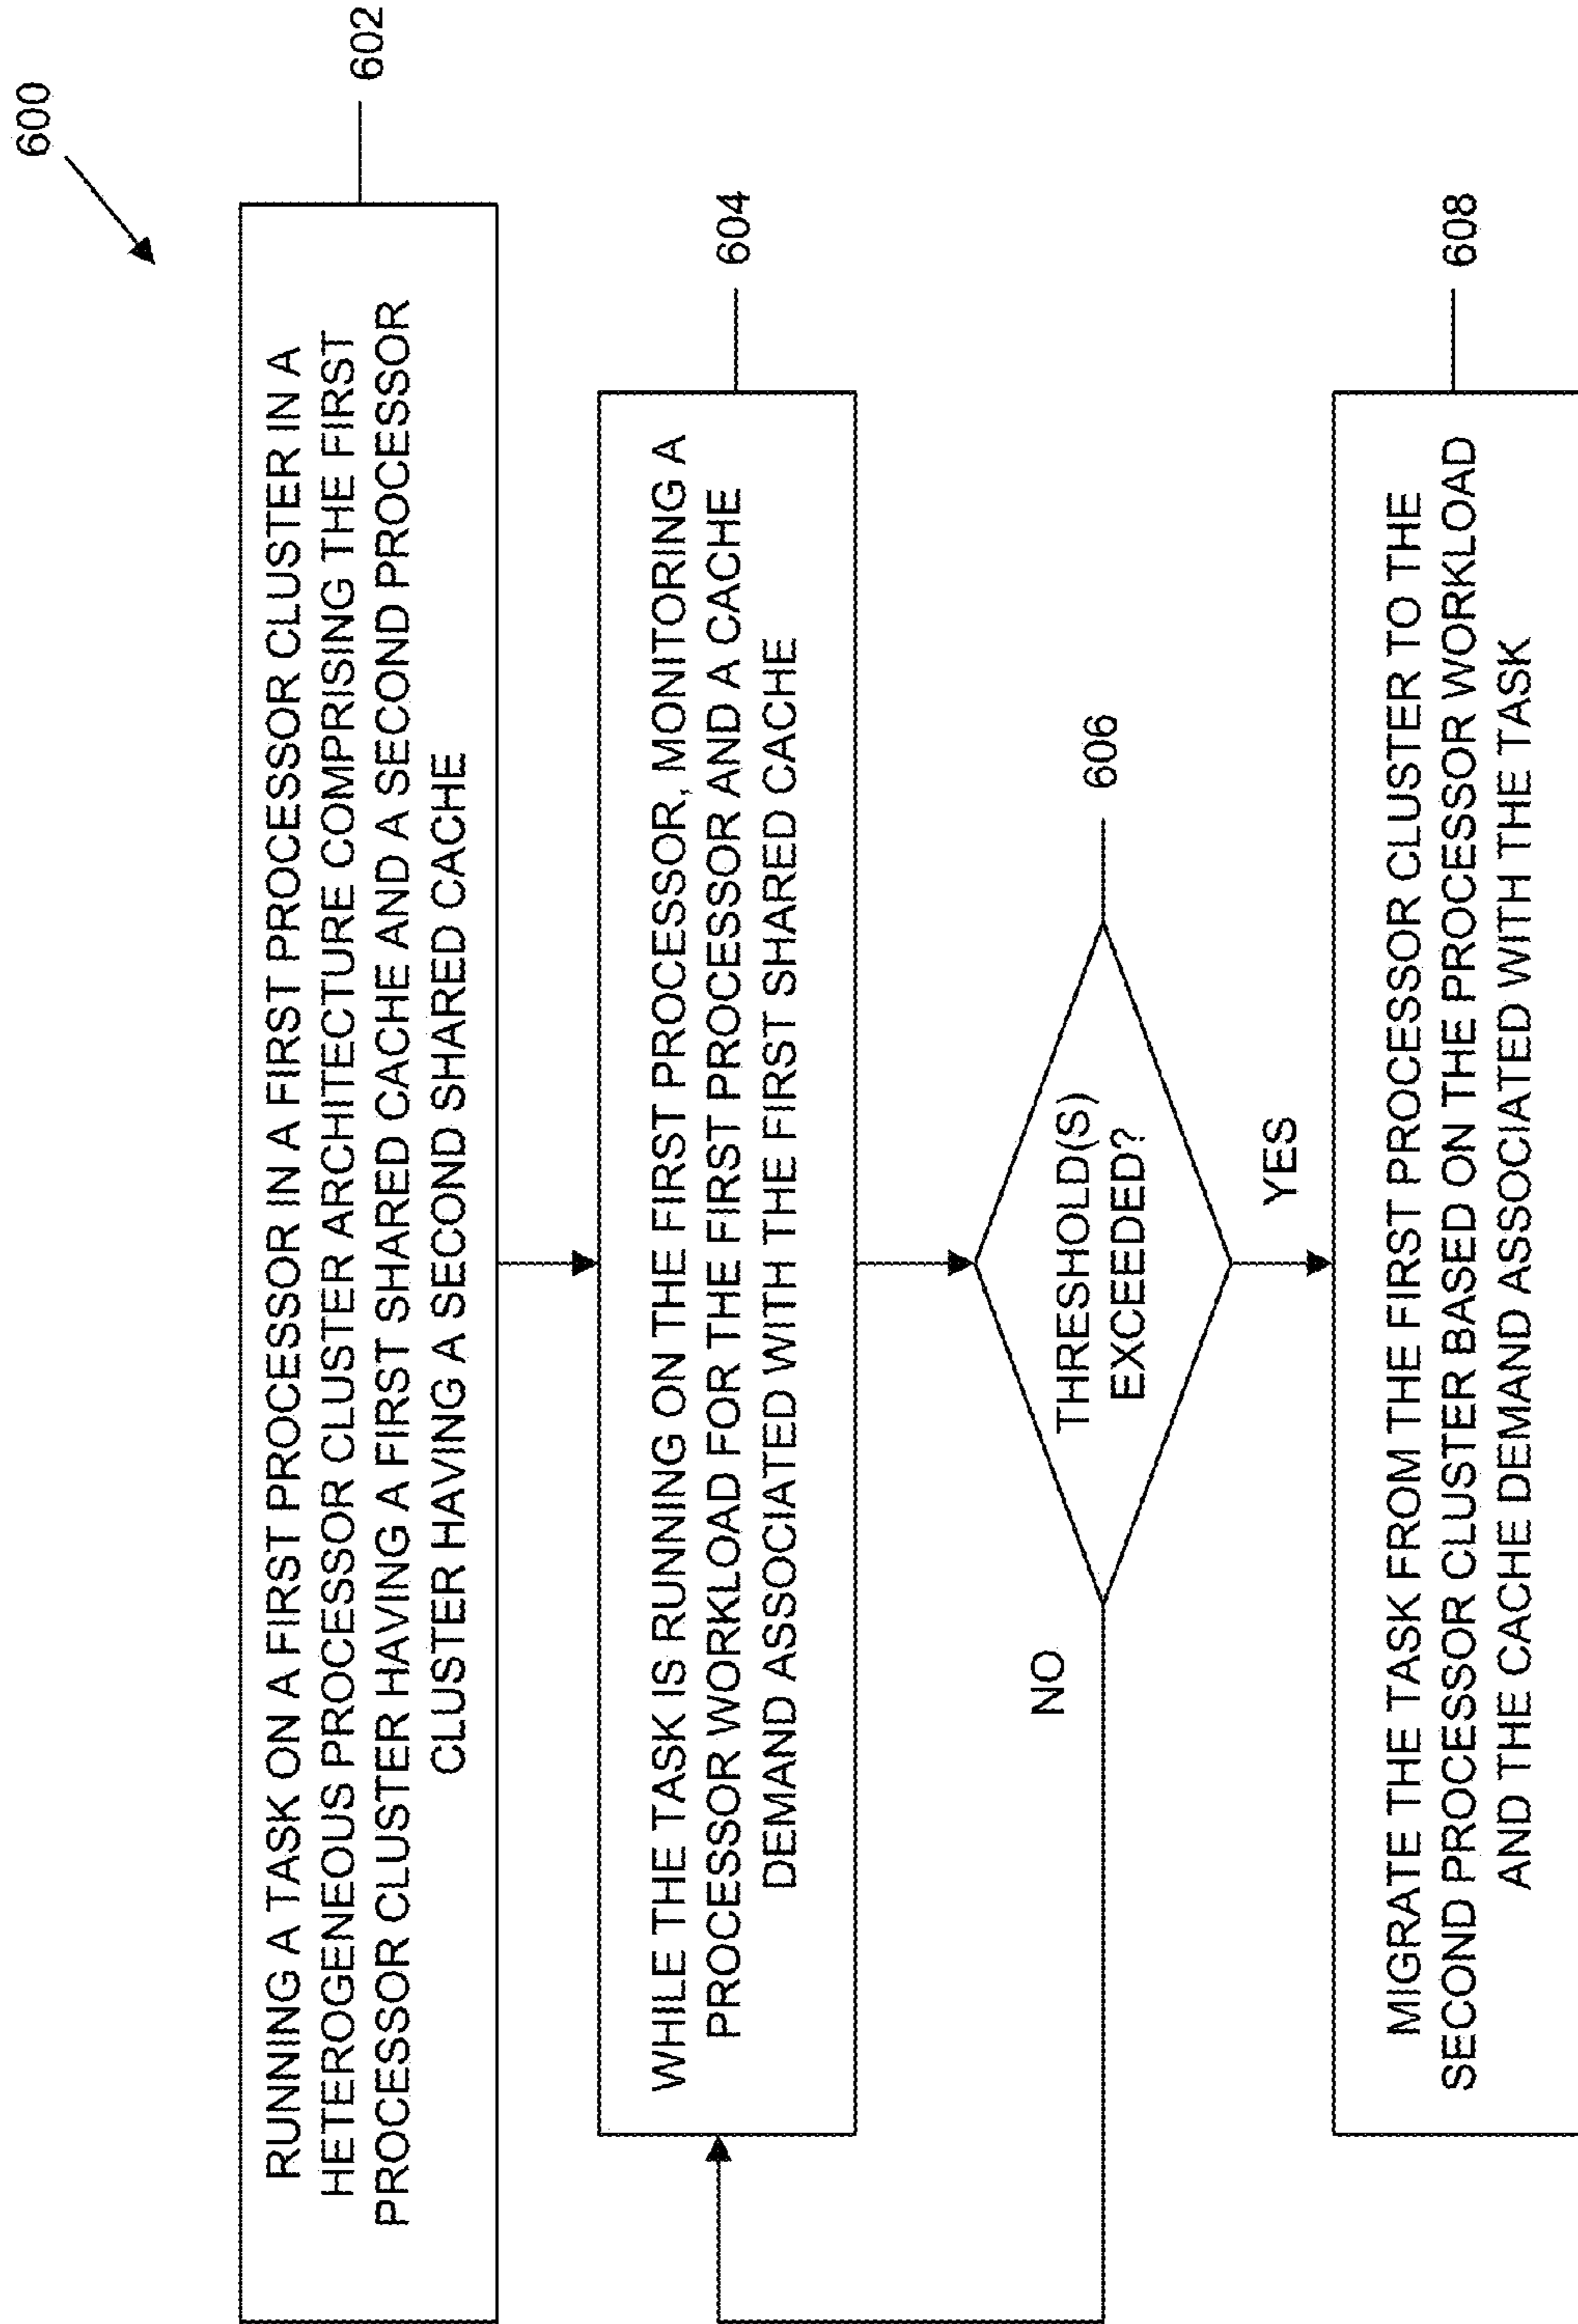 600
RUNNING A TASK ON A FIRST PROCESSOR IN A FIRST PROCESSOR CLUSTER IN A
HETEROGENEOUS PROCESSOR CLUSTER ARCHITECTURE COMPRISING THE FIRST
PROCESSOR CLUSTER HAVING A FIRST SHARED CACHE AND A SECOND PROCESSOR
CLUSTER HAVING A SECOND SHARED CACHE
602
WHILE THE TASK IS RUNNING ON THE FIRST PROCESSOR, MONITORING A
PROCESSOR WORKLOAD FOR THE FIRST PROCESSOR AND A CACHE
DEMAND ASSOCIATED WITH THE FIRST SHARED CACHE
604
THRESHOLD(S)
EXCEEDED?
606
NO
YES
MIGRATE THE TASK FROM THE FIRST PROCESSOR CLUSTER TO THE
SECOND PROCESSOR CLUSTER BASED ON THE PROCESSOR WORKLOAD
AND THE CACHE DEMAND ASSOCIATED WITH THE TASK
608